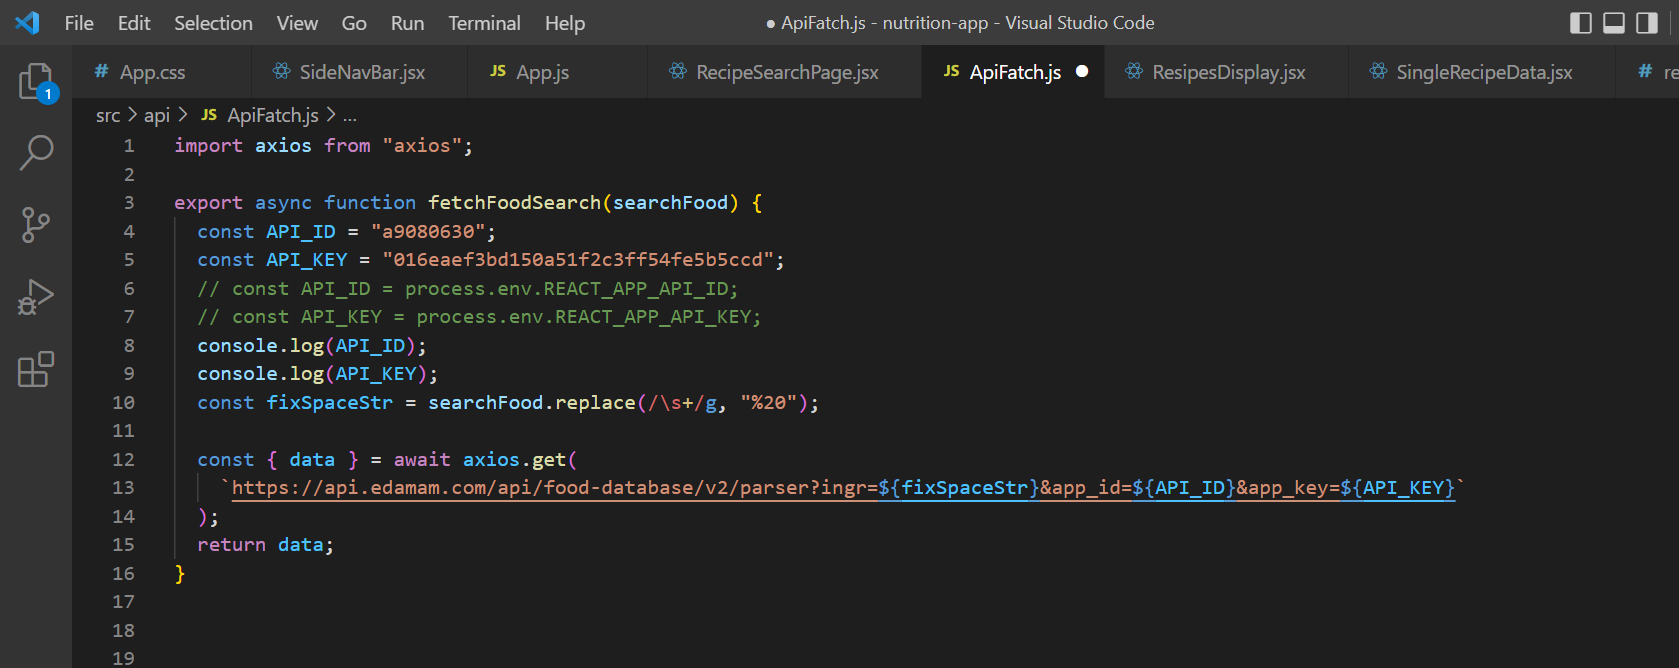 File Edit Selection View Go Run Terminal Help ● ApiFatch.js - nutrition-app - Visual Studio Code
# App.css SideNavBar.jsx JS App.js RecipeSearchPage.jsx JS ApiFatch.js ● ResipesDisplay.jsx SingleRecipeData.jsx # re
1
src > api > JS ApiFatch.js > ...
1 import axios from "axios";
2
3 export async function fetchFoodSearch(searchFood) {
4   const API_ID = "a9080630";
5   const API_KEY = "016eaef3bd150a51f2c3ff54fe5b5ccd";
6   // const API_ID = process.env.REACT_APP_API_ID;
7   // const API_KEY = process.env.REACT_APP_API_KEY;
8   console.log(API_ID);
9   console.log(API_KEY);
10   const fixSpaceStr = searchFood.replace(/\s+/g, "%20");
11
12   const { data } = await axios.get(
13     `https://api.edamam.com/api/food-database/v2/parser?ingr=${fixSpaceStr}&app_id=${API_ID}&app_key=${API_KEY}`
14   );
15   return data;
16 }
17
18
19